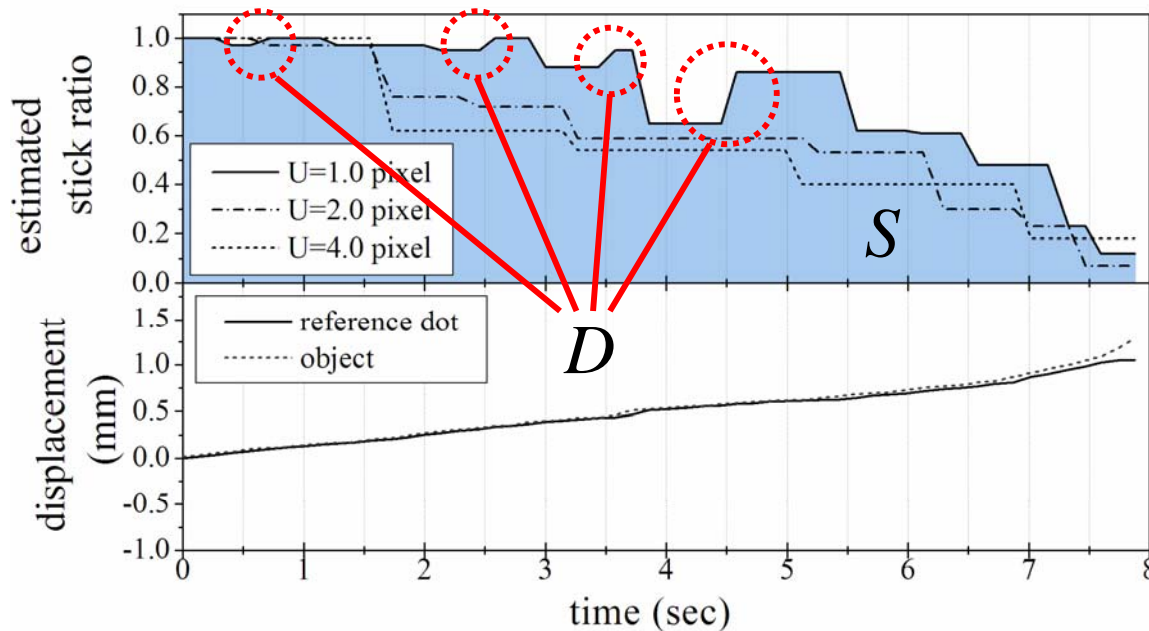 estimated
stick ratio
1.0
0.8
0.6
0.4
0.2
0.0
U=1.0 pixel
U=2.0 pixel
U=4.0 pixel
S
D
displacement
(mm)
1.5
1.0
0.5
0.0
-0.5
-1.0
reference dot
object
0 1 2 3 4 5 6 7 8
time (sec)